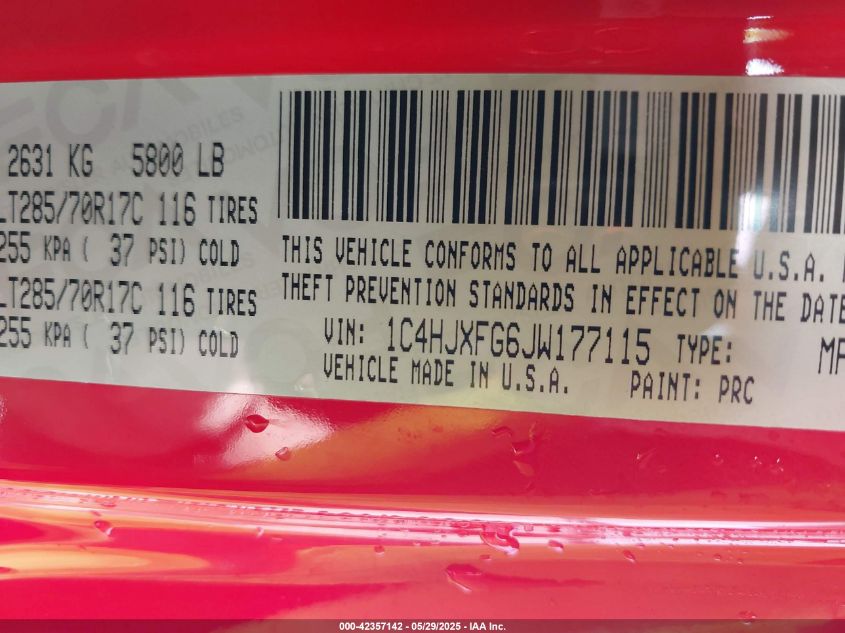 2631 KG 5800 LB
LT285/70R17C 116 TIRES
255 KPA ( 37 PSI) COLD
LT285/70R17C 116 TIRES
255 KPA ( 37 PSI) COLD
THIS VEHICLE CONFORMS TO ALL APPLICABLE U.S.A.
THEFT PREVENTION STANDARDS IN EFFECT ON THE DATE
VIN: 1C4HJXFG6JW177115 TYPE:
VEHICLE MADE IN U.S.A. PAINT: PRC
000-42357142 - 05/29/2025 - IAA Inc.